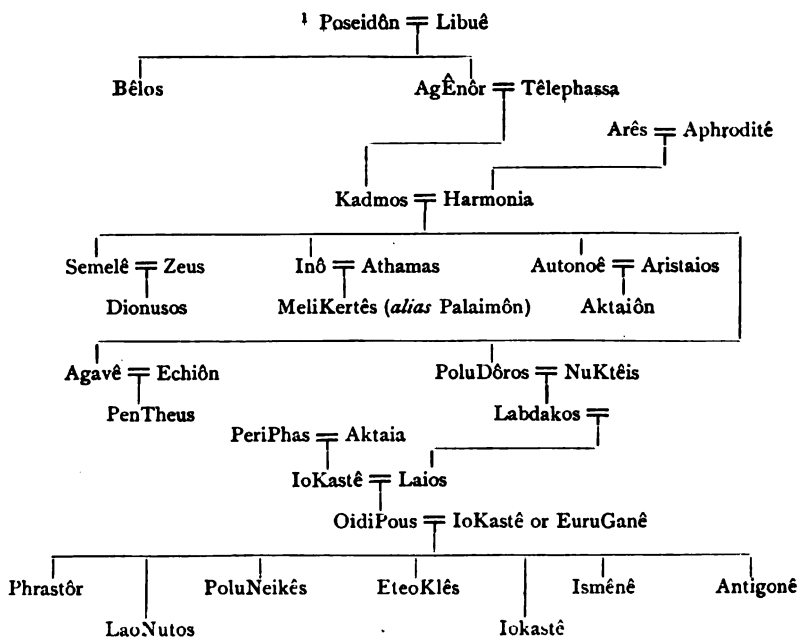 1 Poseidôn = Libuê
Bêlos AgÊnôr = Têlephassa
Arês = Aphrodité
Kadmos = Harmonia
Semelê = Zeus Inô = Athamas Autonoê = Aristaios
Dionusos MeliKertês (alias Palaimôn) Aktaiôn
Agavê = Echiôn PoluDôros = NuKtêis
PenTheus Labdakos =
PeriPhas = Aktaia
IoKastê = Laios
OidiPous = IoKastê or EuruGanê
Phrastôr PoluNeikês EteoKlês Ismênê Antigonê
LaoNutos Iokastê